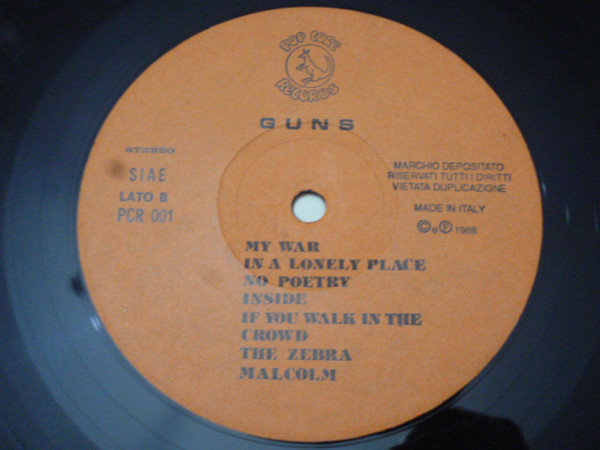 POP CORN
RECORDS
GUNS
STEREO
SIAE
LATO B
PCR 001
MARCHIO DEPOSITATO
RISERVATI TUTTI I DIRITTI
VIETATA DUPLICAZIONE
MADE IN ITALY
© e ℗ 1988
MY WAR
IN A LONELY PLACE
NO POETRY
INSIDE
IF YOU WALK IN THE
CROWD
THE ZEBRA
MALCOLM